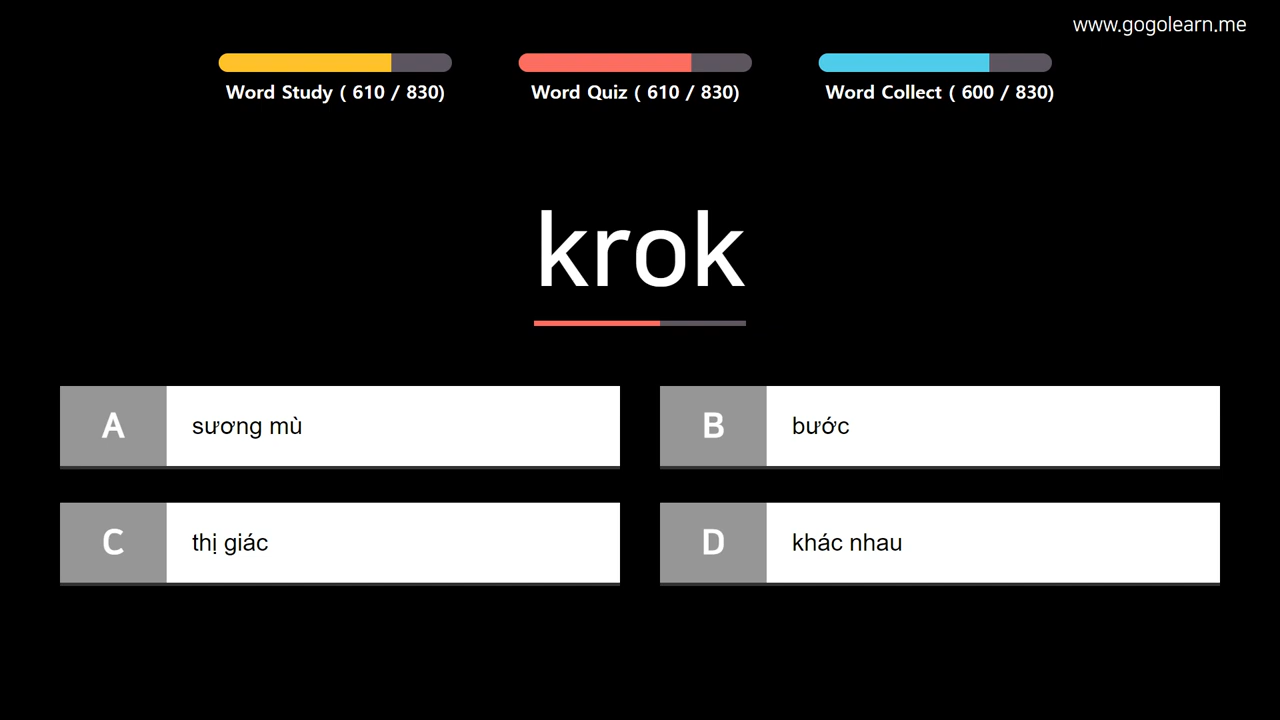 www.gogolearn.me
Word Study ( 610 / 830)
Word Quiz ( 610 / 830)
Word Collect ( 600 / 830)
krok
A sương mù
B bước
C thị giác
D khác nhau